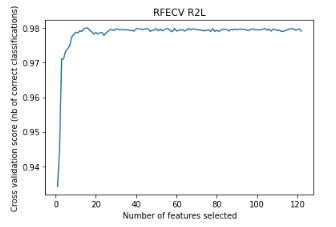 RFECV R2L
Cross validation score (nb of correct classifications)
0.98
0.97
0.96
0.95
0.94
0 20 40 60 80 100 120
Number of features selected